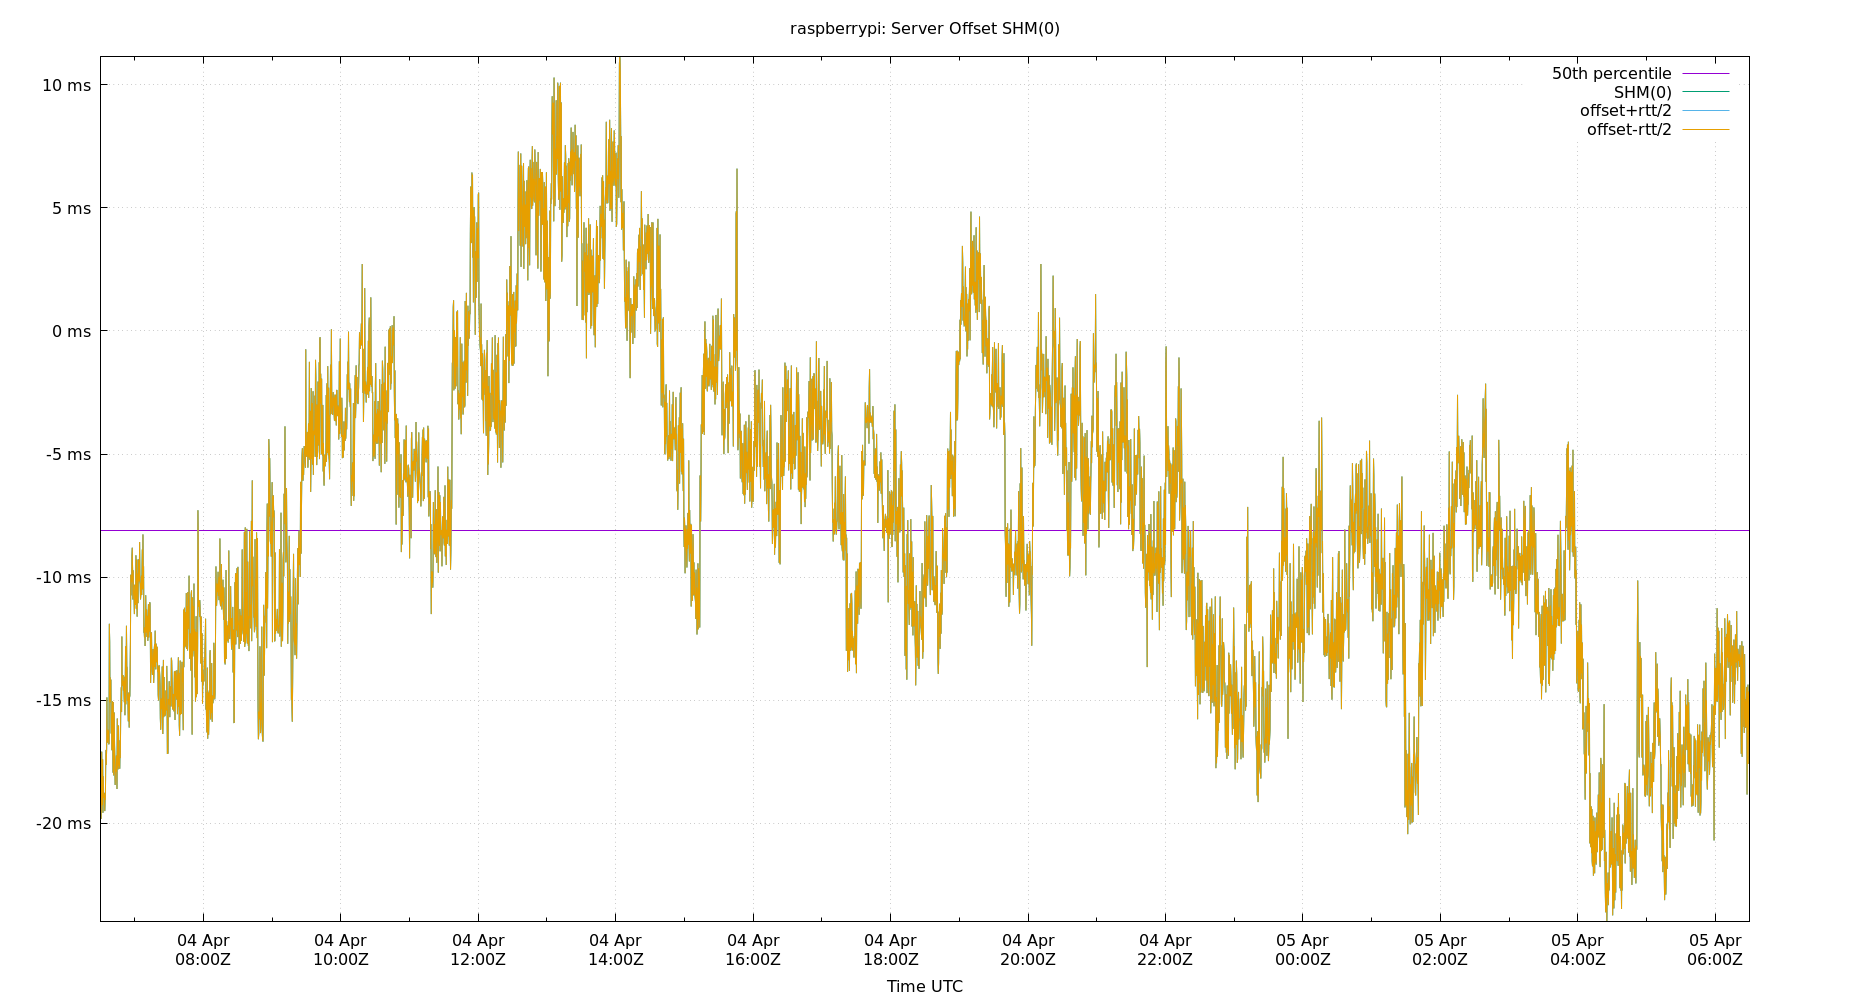 raspberrypi: Server Offset SHM(0)
50th percentile
SHM(0)
offset+rtt/2
offset-rtt/2
10 ms
5 ms
0 ms
-5 ms
-10 ms
-15 ms
-20 ms
04 Apr 04 Apr 04 Apr 04 Apr 04 Apr 04 Apr 04 Apr 04 Apr 05 Apr 05 Apr 05 Apr 05 Apr
08:00Z 10:00Z 12:00Z 14:00Z 16:00Z 18:00Z 20:00Z 22:00Z 00:00Z 02:00Z 04:00Z 06:00Z
Time UTC